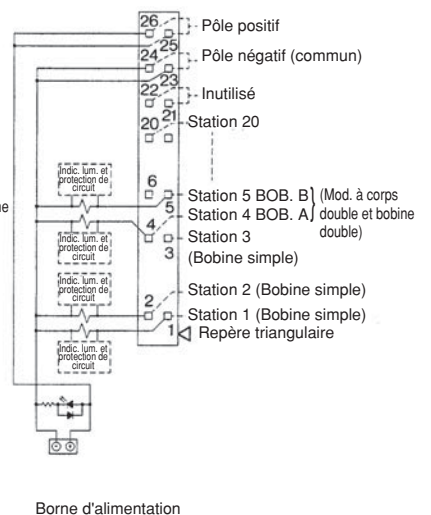 26
Pôle positif
25
24
Pôle négatif (commun)
23
22
Inutilisé
21
20
Station 20
Indic. lum. et
protection de
circuit
6
5
Station 5 BOB. B
(Mod. à corps
double et bobine
double)
4
Station 4 BOB. A
Indic. lum. et
protection de
circuit
3
Station 3
(Bobine simple)
Indic. lum. et
protection de
circuit
2
Station 2 (Bobine simple)
Station 1 (Bobine simple)
1
Repère triangulaire
Indic. lum. et
protection de
circuit
Borne d'alimentation